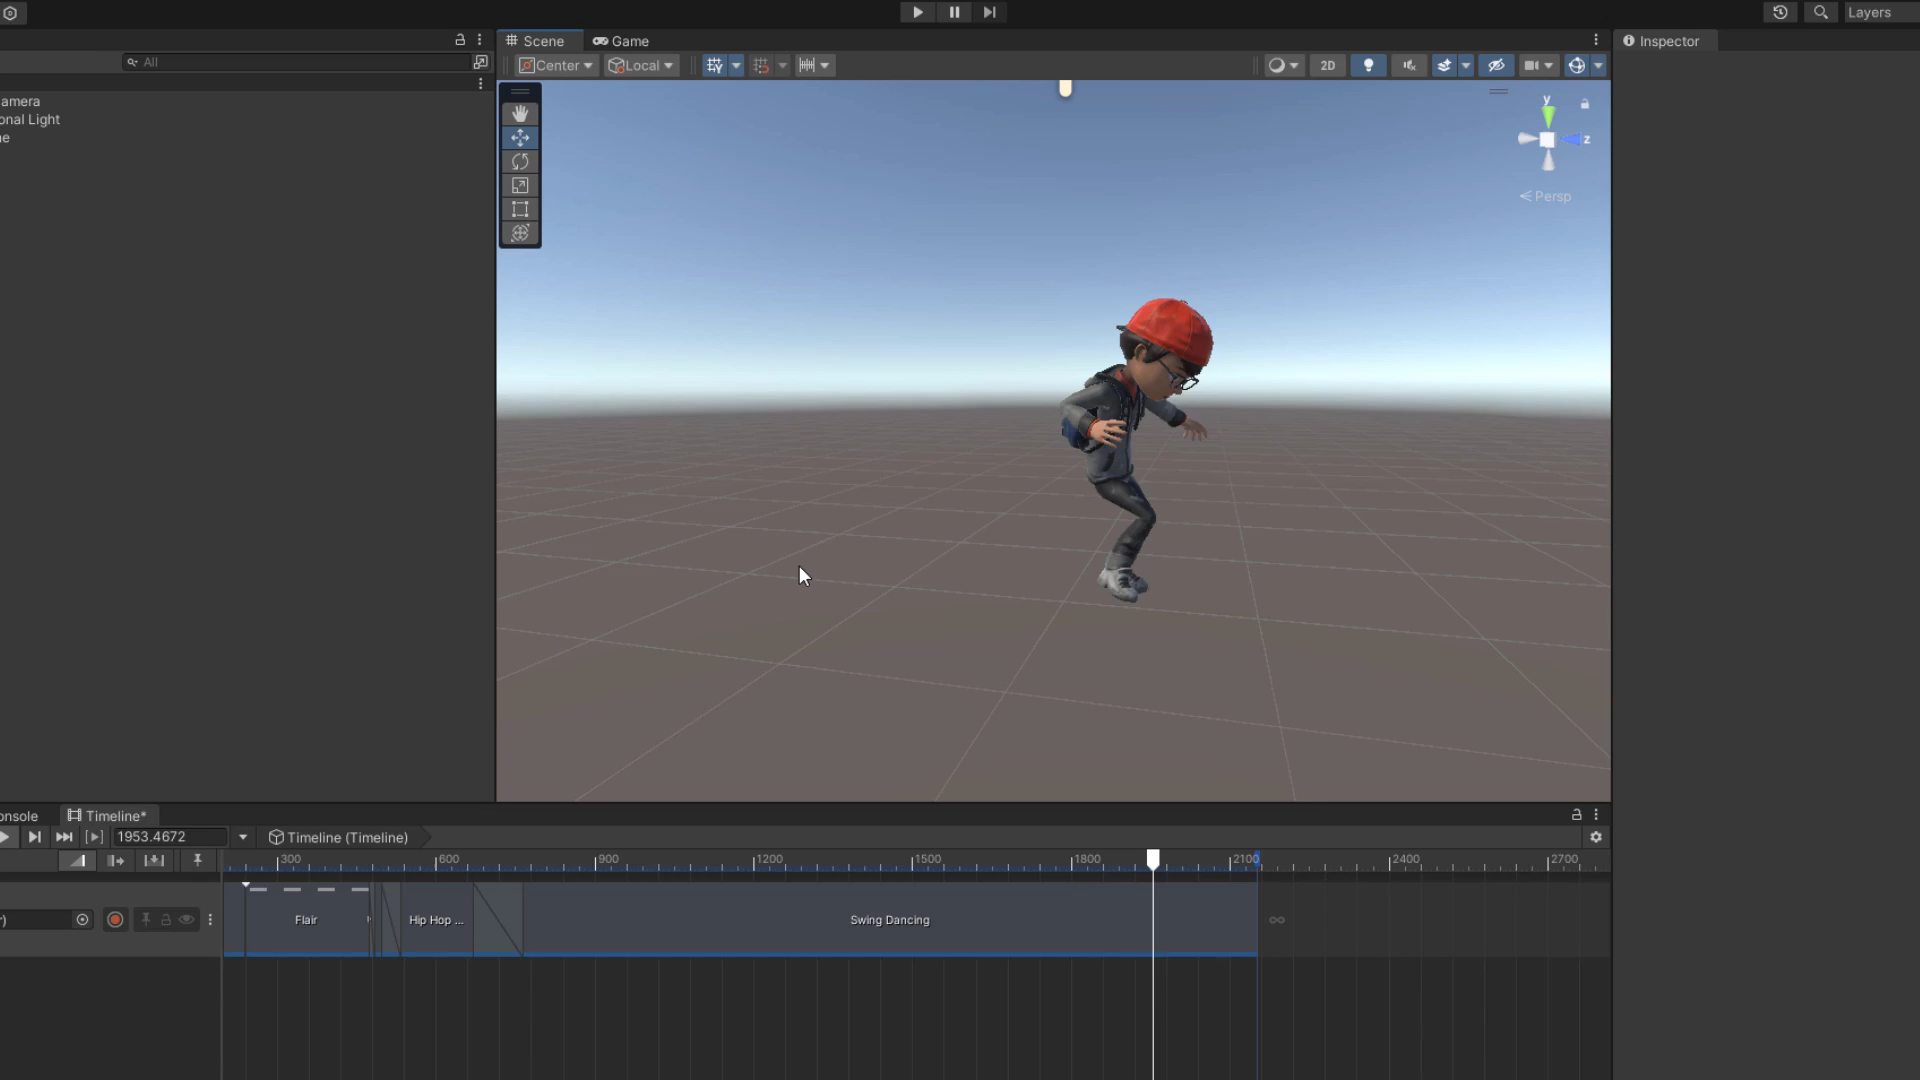 Layers
Scene
Game
Inspector
All
Center
Local
2D
amera
onal Light
ne
y
z
Persp
onsole
Timeline*
1953.4672
Timeline (Timeline)
300
600
900
1200
1500
1800
2100
2400
2700
r)
Flair
Hip Hop ...
Swing Dancing